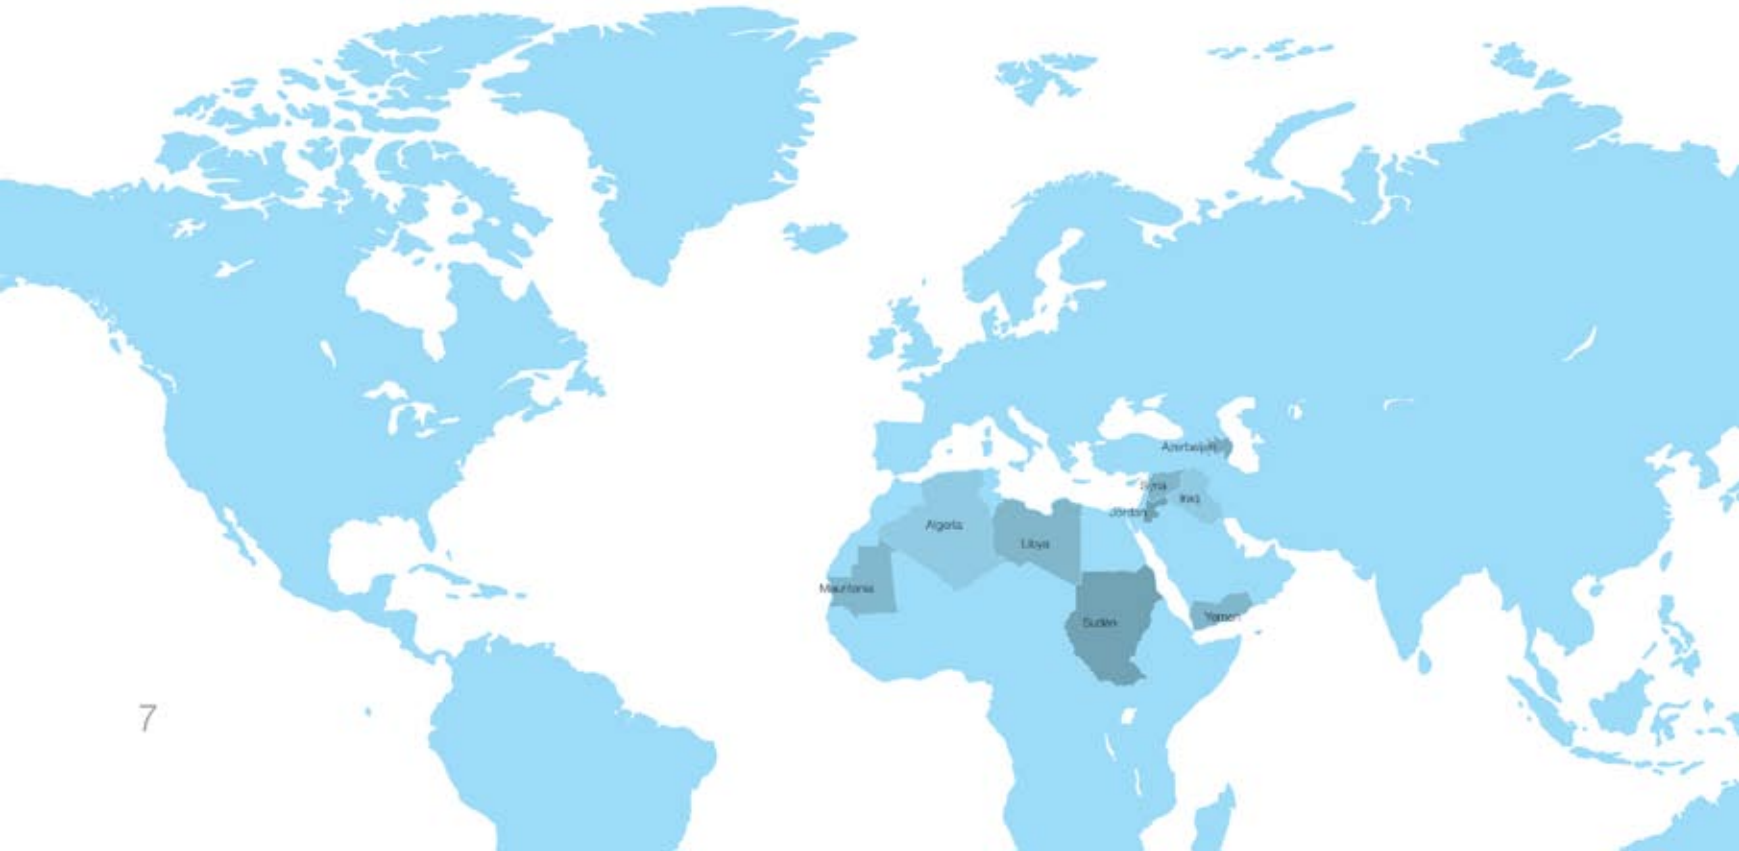 Azerbaijan
Syria
Iraq
Jordan
Algeria
Libya
Mauritania
Yemen
Sudan
7